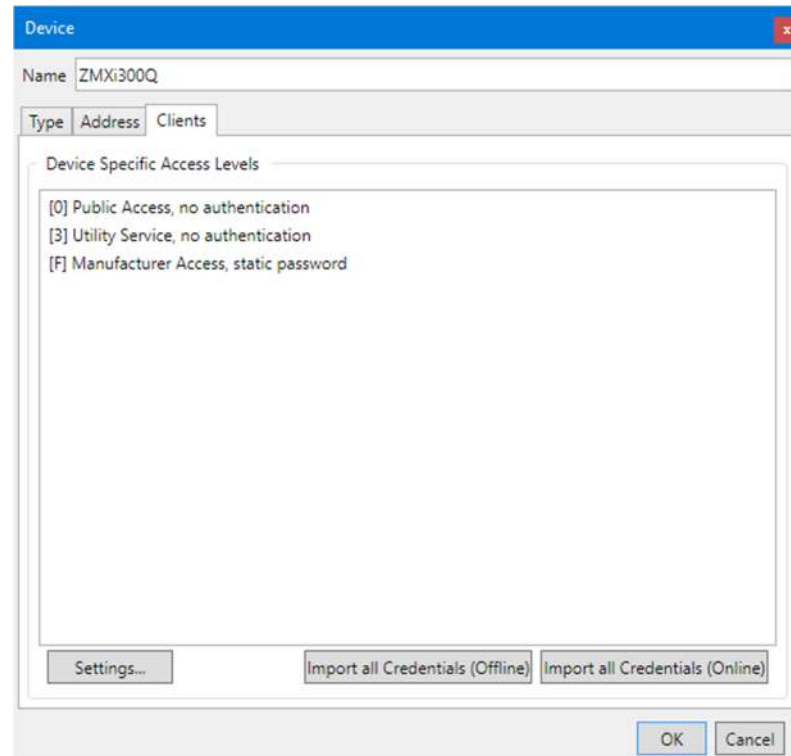 Device
x
Name ZMXi300Q
Type Address Clients
Device Specific Access Levels
[0] Public Access, no authentication
[3] Utility Service, no authentication
[F] Manufacturer Access, static password
Settings... Import all Credentials (Offline) Import all Credentials (Online)
OK Cancel